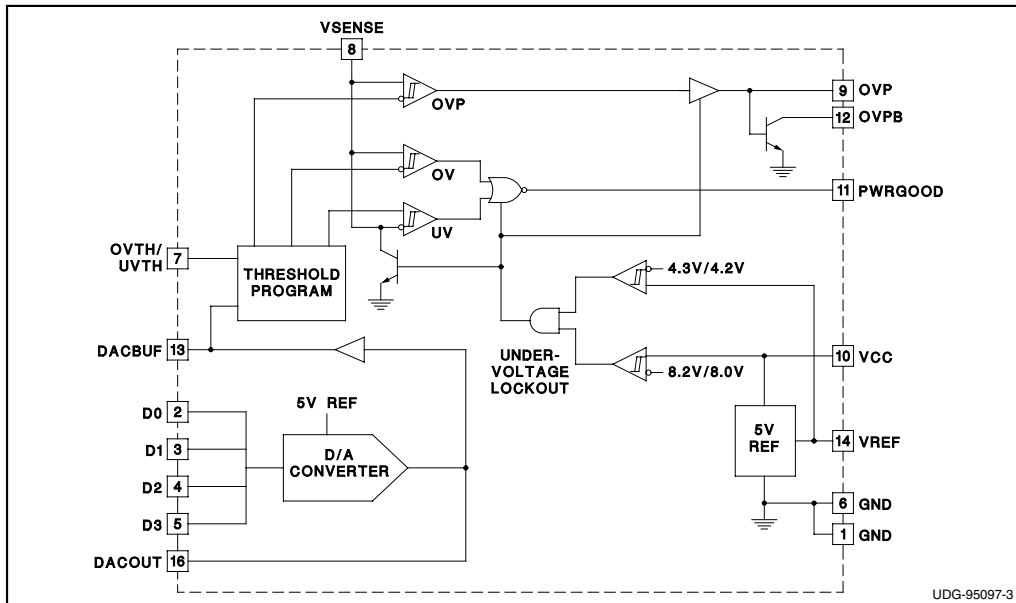 VSENSE
8
OVP
9 OVP
12 OVPB
OV
11 PWRGOOD
UV
OVTH/
UVTH
7
THRESHOLD
PROGRAM
4.3V/4.2V
DACBUF 13
UNDER-
VOLTAGE
LOCKOUT
10 VCC
8.2V/8.0V
5V REF
D0 2
D/A
CONVERTER
5V
REF
14 VREF
D1 3
D2 4
D3 5
6 GND
1 GND
DACOUT 16
UDG-95097-3